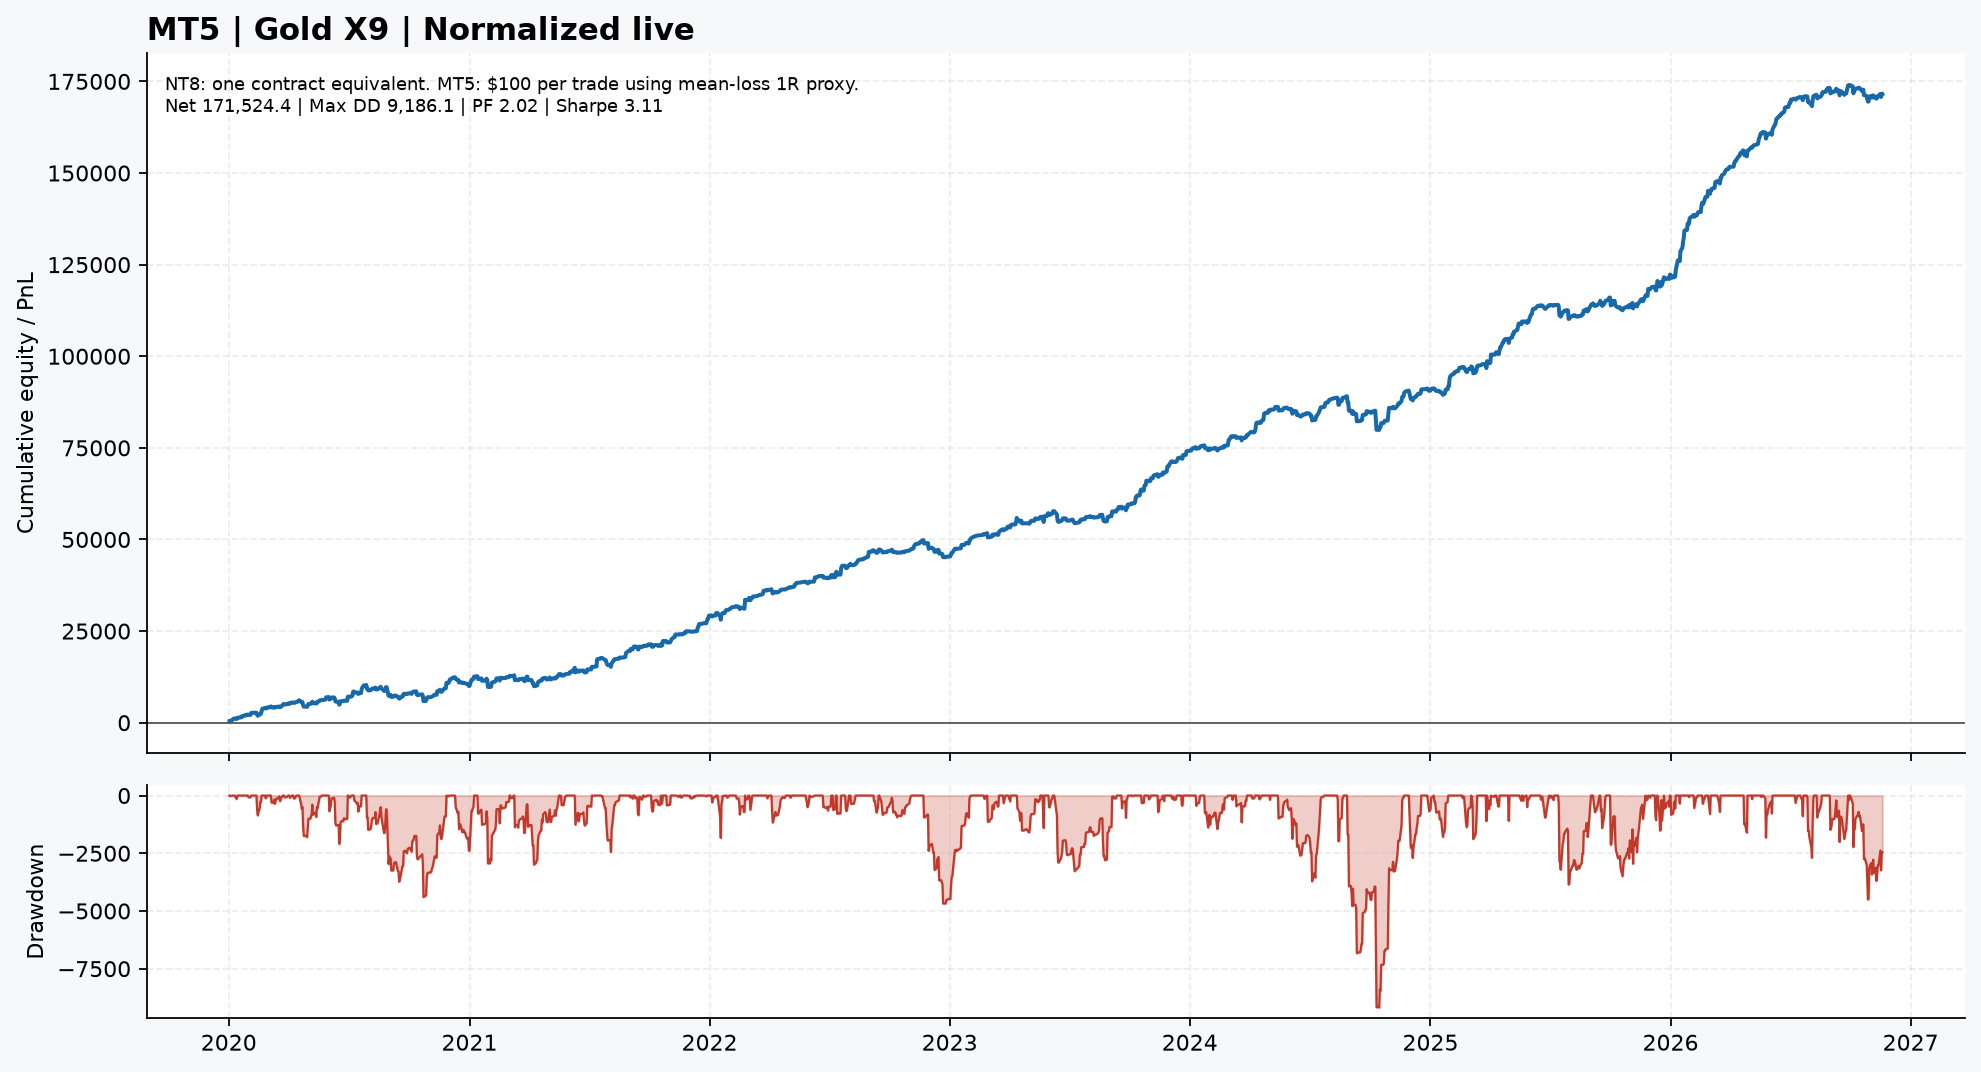 MT5 | Gold X9 | Normalized live
NT8: one contract equivalent. MT5: $100 per trade using mean-loss 1R proxy.
Net 171,524.4 | Max DD 9,186.1 | PF 2.02 | Sharpe 3.11
Cumulative equity / PnL
175000
150000
125000
100000
75000
50000
25000
0
Drawdown
0
−2500
−5000
−7500
2020 2021 2022 2023 2024 2025 2026 2027